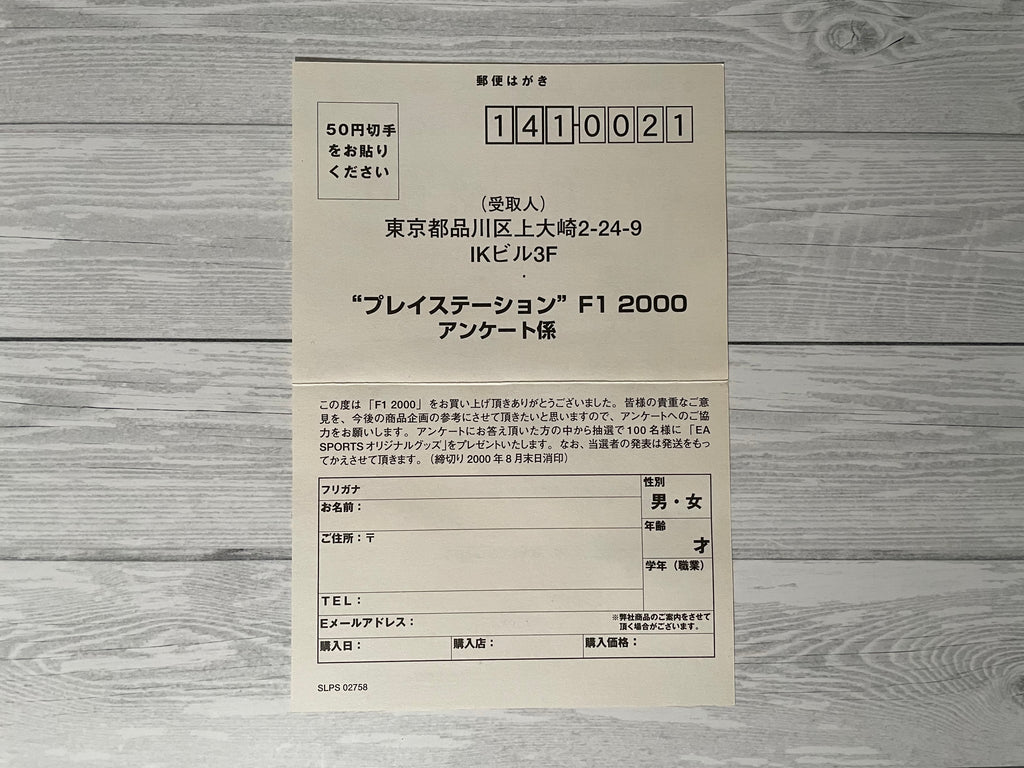 郵便はがき
50円切手
をお貼り
ください
141-0021
（受取人）
東京都品川区上大崎2-24-9
IKビル3F
“プレイステーション” F1 2000
アンケート係
この度は「F1 2000」をお買い上げ頂きありがとうございました。皆様の貴重なご意
見を、今後の商品企画の参考にさせて頂きたいと思いますので、アンケートへのご協
力をお願いします。アンケートにお答え頂いた方の中から抽選で100名様に「EA
SPORTS オリジナルグッズ」をプレゼントいたします。なお、当選者の発表は発送をもっ
てかえさせて頂きます。（締切り2000年8月末日消印）
フリガナ
お名前：
性別
男・女
ご住所：〒
年齢
才
学年（職業）
TEL：
Eメールアドレス：
※弊社商品のご案内をさせて
頂く場合がございます。
購入日： 購入店： 購入価格：
SLPS 02758